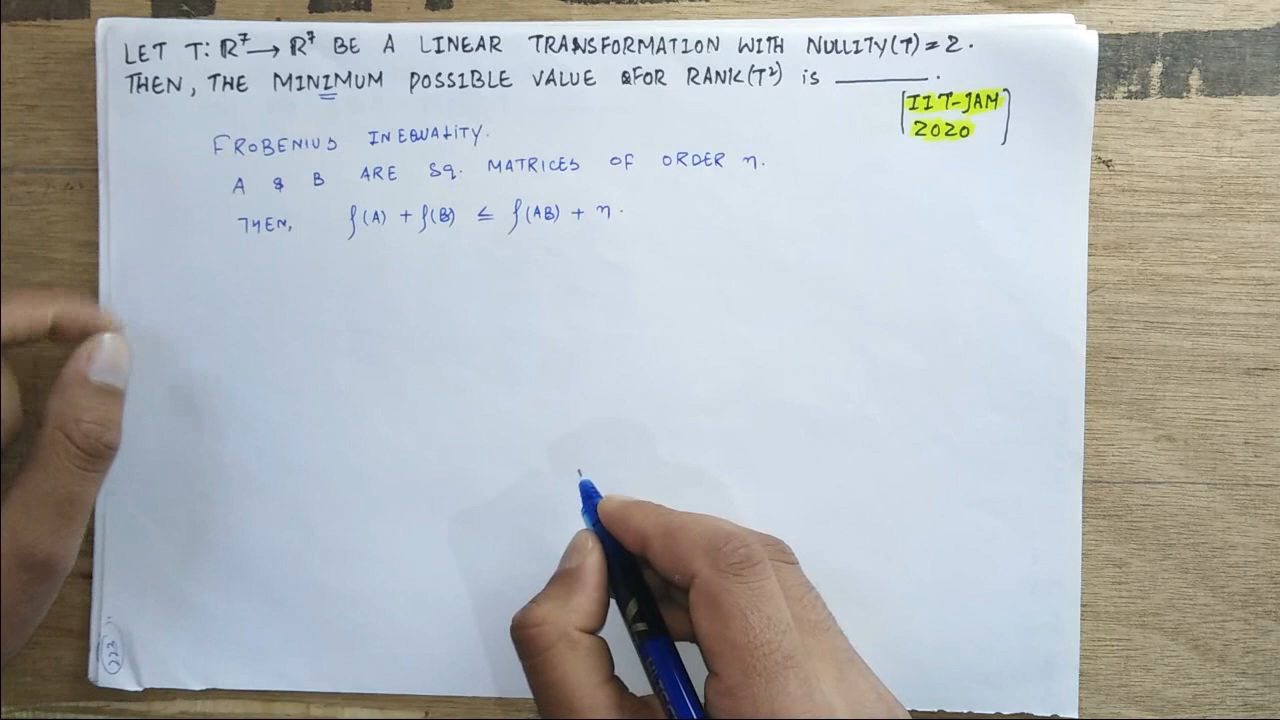 LET T: R⁷ → R⁷ BE A LINEAR TRANSFORMATION WITH NULLITY(T) = 2.
THEN, THE MINIMUM POSSIBLE VALUE FOR RANK(T²) is ______.
[IIT-JAM
2020]
FROBENIUS INEQUALITY.
A & B ARE SQ. MATRICES OF ORDER n.
THEN, ρ(A) + ρ(B) ≤ ρ(AB) + n.